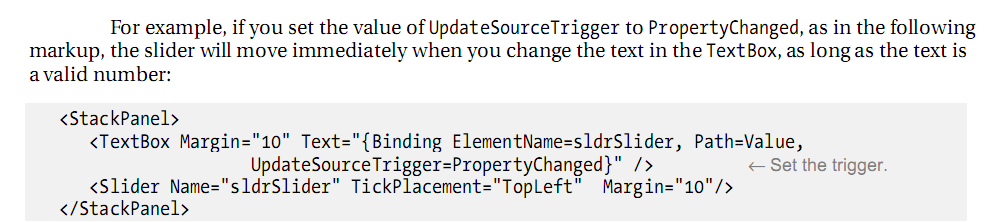 For example, if you set the value of UpdateSourceTrigger to PropertyChanged, as in the following
markup, the slider will move immediately when you change the text in the TextBox, as long as the text is
a valid number:
<StackPanel>
   <TextBox Margin="10" Text="{Binding ElementName=sldrSlider, Path=Value,
                   UpdateSourceTrigger=PropertyChanged}" />          ← Set the trigger.
   <Slider Name="sldrSlider" TickPlacement="TopLeft"  Margin="10"/>
</StackPanel>